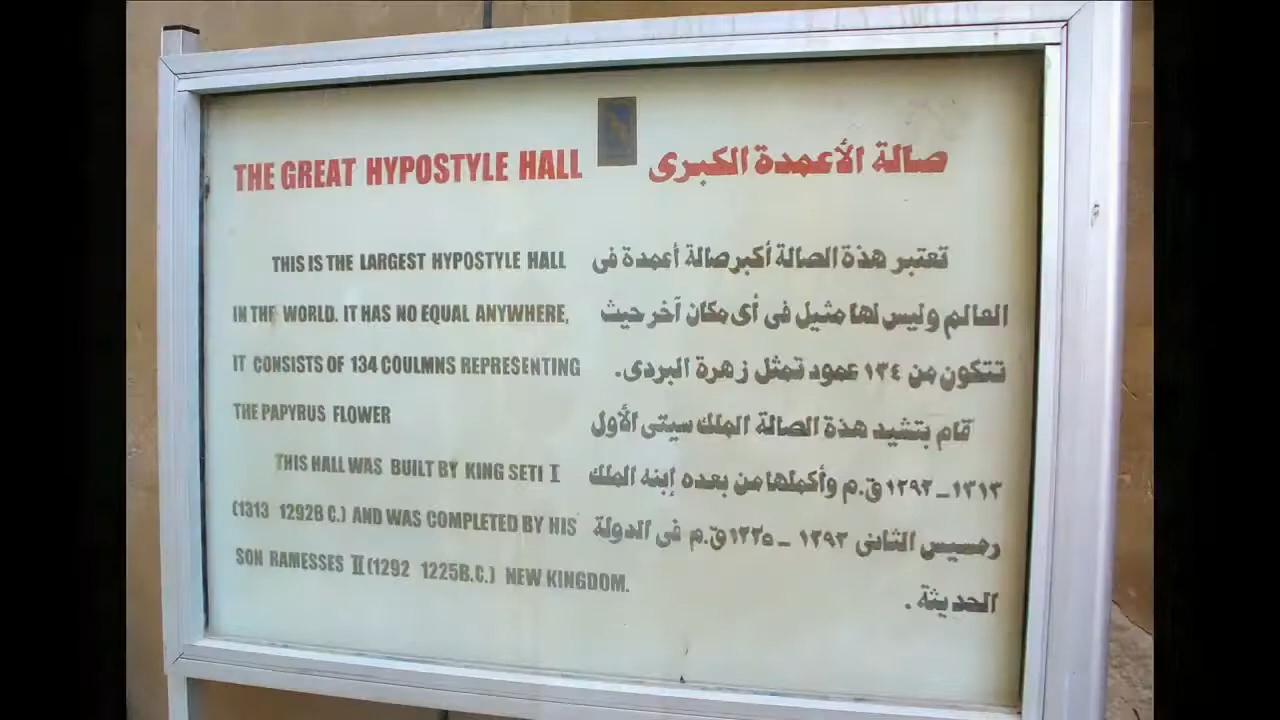 THE GREAT HYPOSTYLE HALL
THIS IS THE LARGEST HYPOSTYLE HALL
IN THE WORLD. IT HAS NO EQUAL ANYWHERE,
IT CONSISTS OF 134 COULMNS REPRESENTING
THE PAPYRUS FLOWER
THIS HALL WAS BUILT BY KING SETI I
(1313 1292B C.) AND WAS COMPLETED BY HIS
SON RAMESSES II (1292 1225B.C.) NEW KINGDOM.
صالة الأعمدة الكبرى
تعتبر هذة الصالة أكبر صالة أعمدة فى
العالم وليس لها مثيل فى أى مكان آخر حيث
تتكون من ١٣٤ عمود تمثل زهرة البردى.
قام بتشيد هذة الصالة الملك سيتى الأول
١٣١٣ _ ١٢٩٢ ق.م وأكملها من بعده إبنه الملك
رمسيس الثانى ١٢٩٢ _ ١٢٢٥ ق.م فى الدولة
الحديثة .